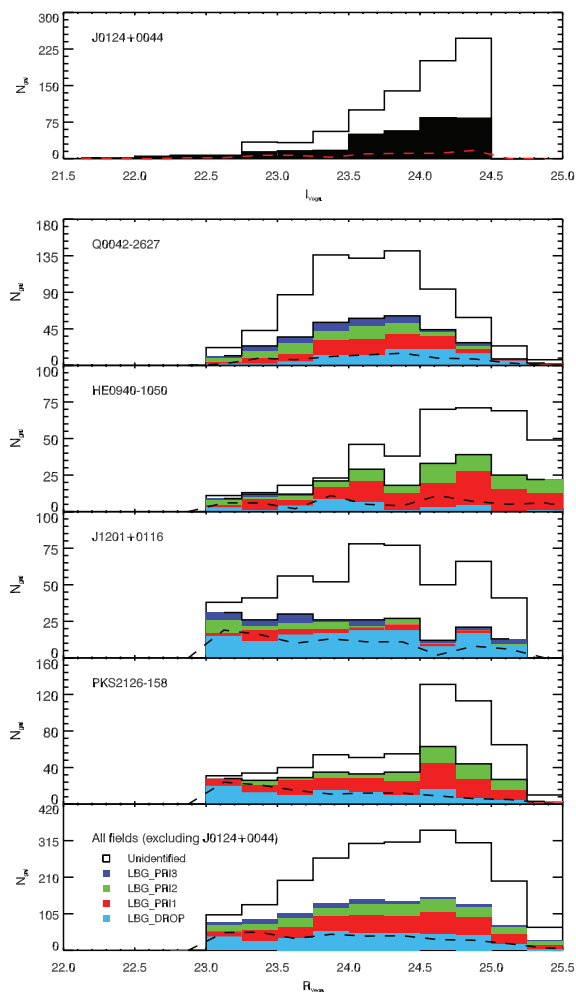 300
225
150
75
0
N_gal
J0124+0044
21.5 22.0 22.5 23.0 23.5 24.0 24.5 25.0
I_Vega
180
135
90
45
0
N_gal
Q0042-2627
100
75
50
25
0
N_gal
HE0940-1050
100
75
50
25
0
N_gal
J1201+0116
160
120
80
40
0
N_gal
PKS2126-158
420
315
210
105
0
N_gal
All fields (excluding J0124+0044)
Unidentified
LBG_PRI3
LBG_PRI2
LBG_PRI1
LBG_DROP
22.0 22.5 23.0 23.5 24.0 24.5 25.0 25.5
R_Vega